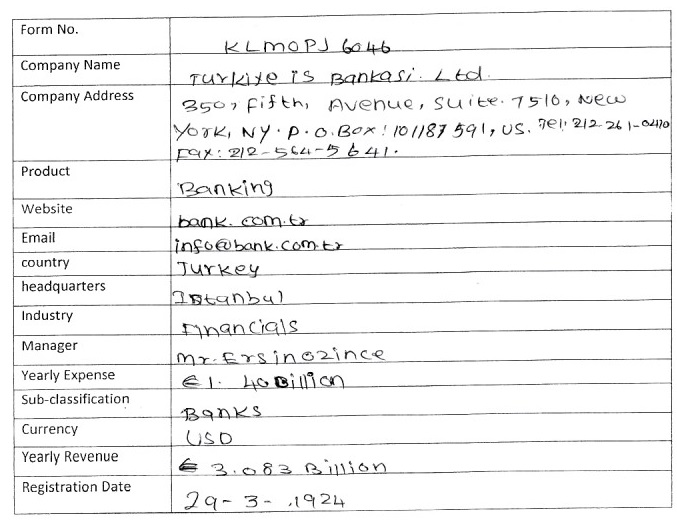 Form No. KLMOPJ 6046
Company Name Turkiye is Bankasi. Ltd.
Company Address 350, Fifth, Avenue, Suite. 7510, New
York, NY. P.O.Box: 101187591, US. Tel: 212-261-0470
Fax: 212-564-5641.
Product Banking
Website bank.com.tr
Email info@bank.com.tr
country Turkey
headquarters Istanbul
Industry Financials
Manager Mr. Ersinozince
Yearly Expense €1. 40 Billion
Sub-classification Banks
Currency USD
Yearly Revenue € 3.083 Billion
Registration Date 29-3-.1924